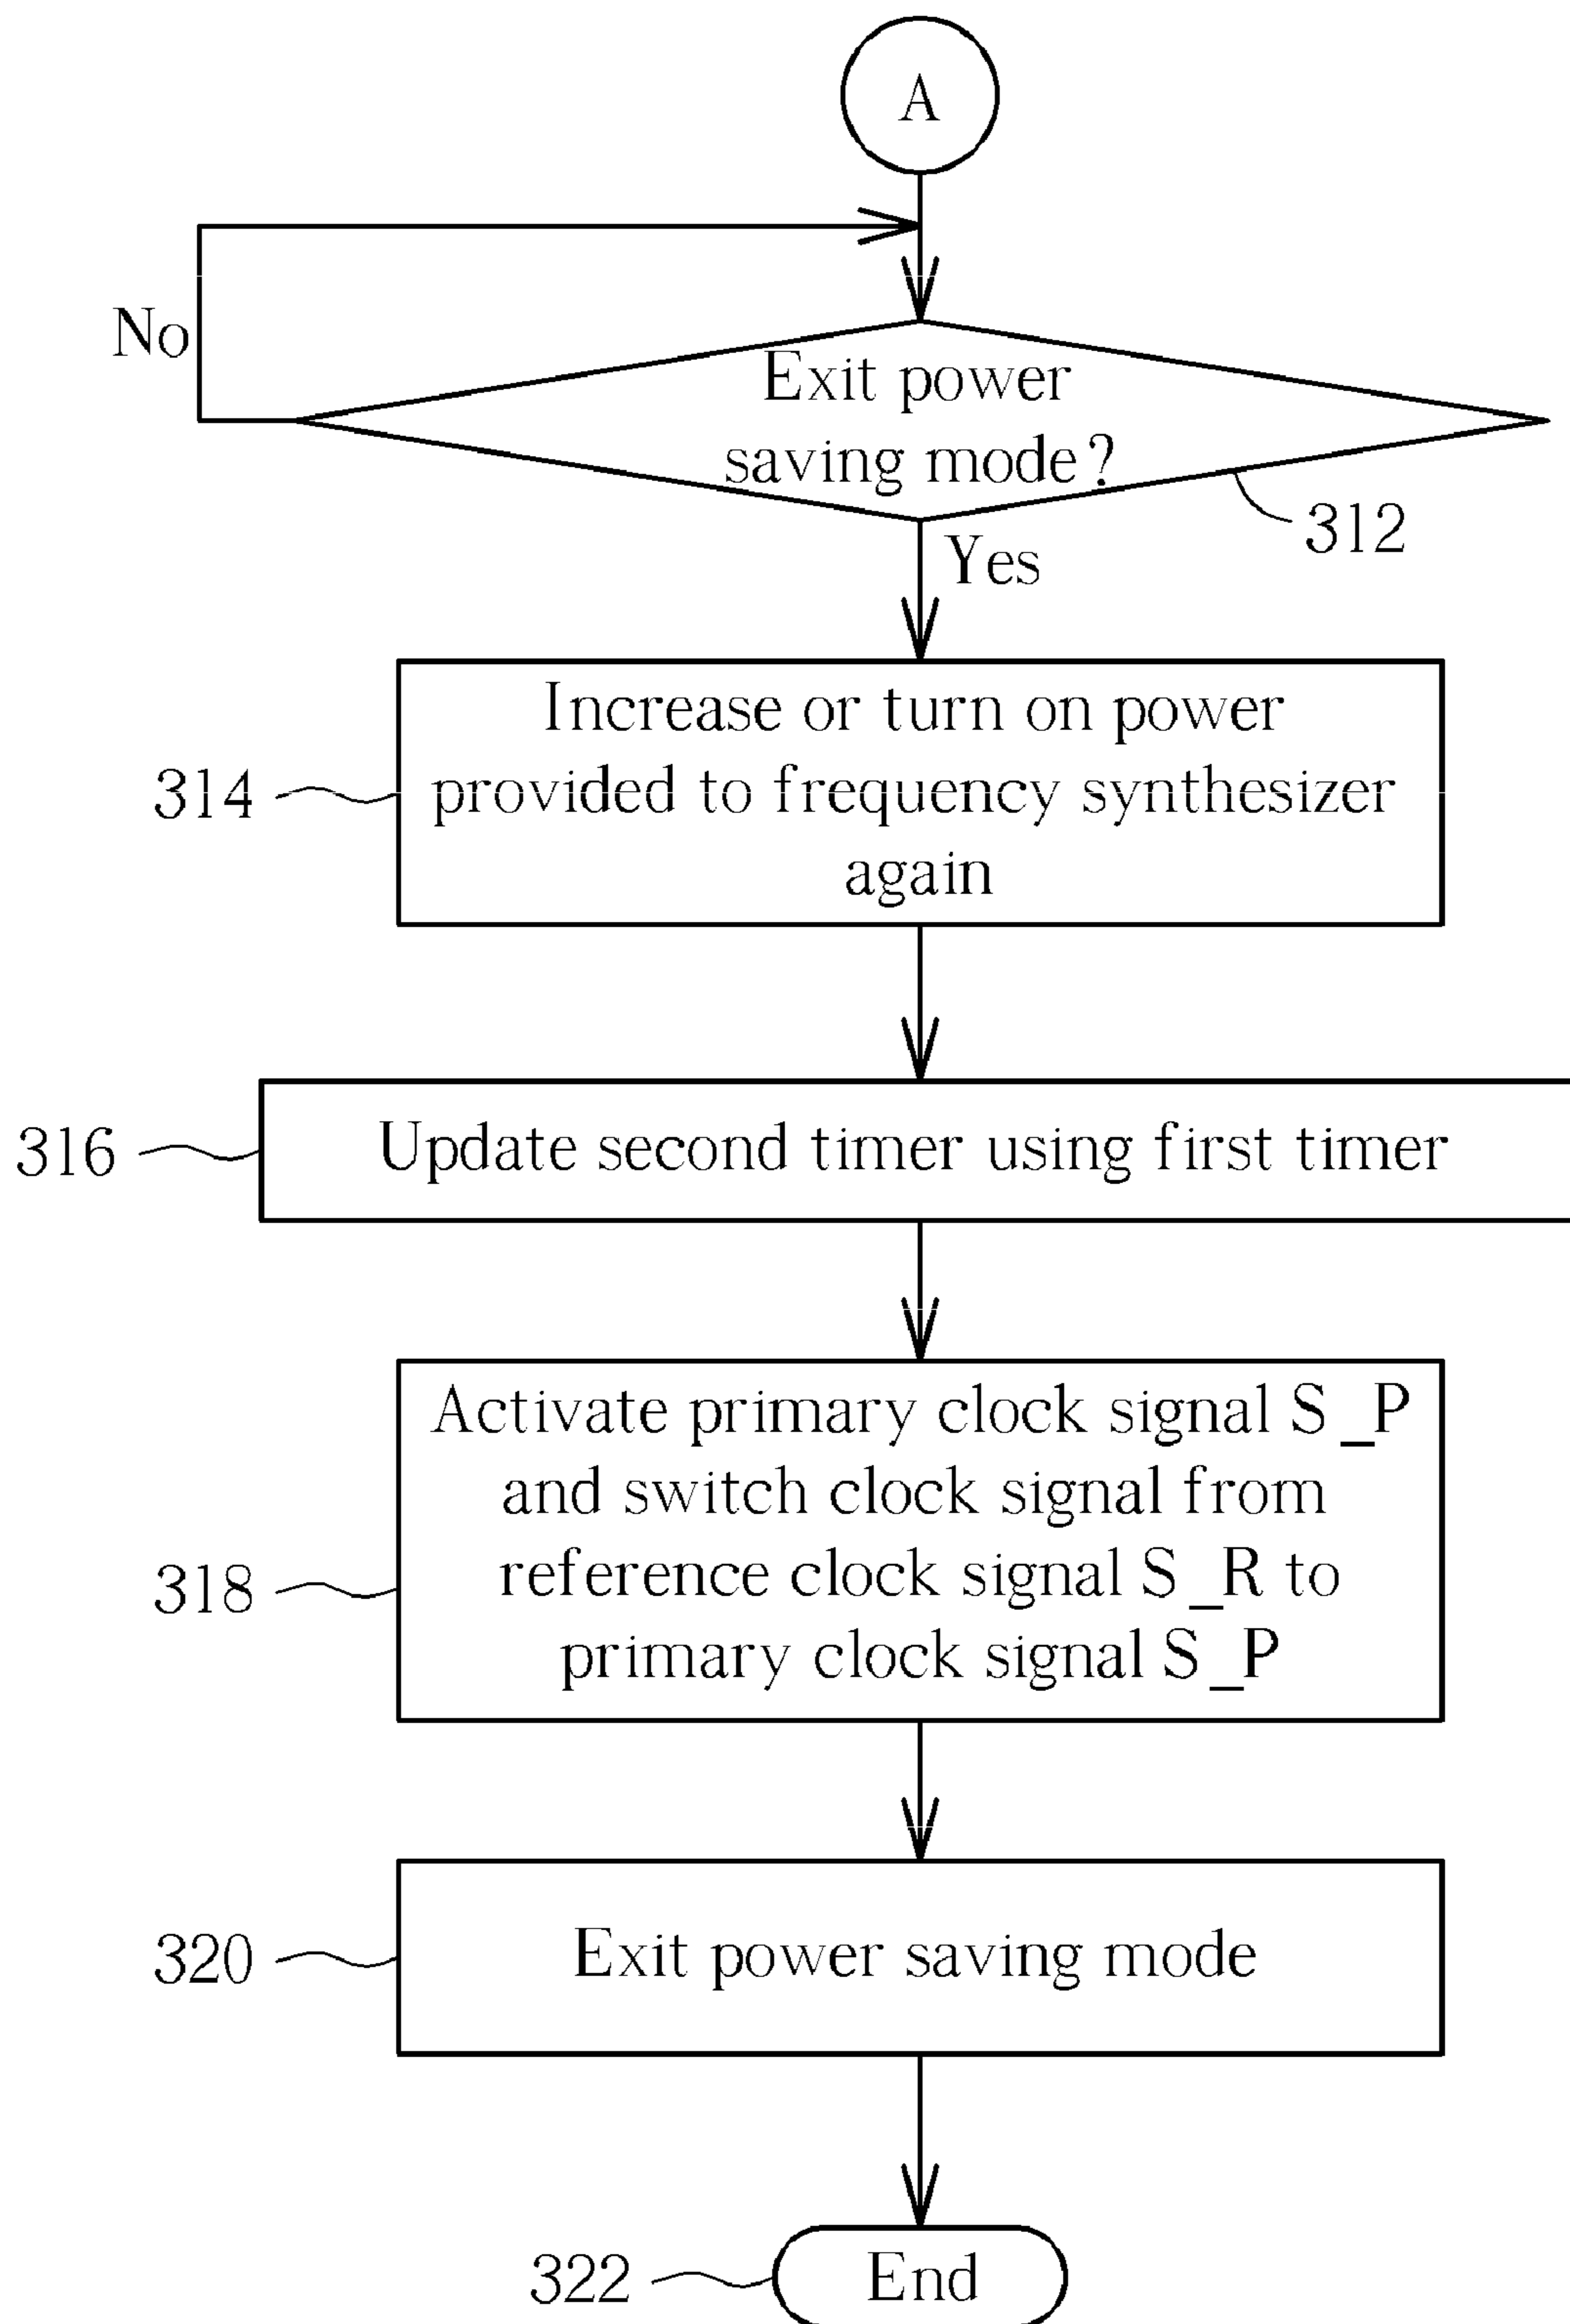 A
No
Exit power
saving mode?
312
Yes
Increase or turn on power
314
provided to frequency synthesizer
again
316
Update second timer using first timer
Activate primary clock signal S_P
and switch clock signal from
318
reference clock signal S_R to
primary clock signal S_P
320
Exit power saving mode
322
End